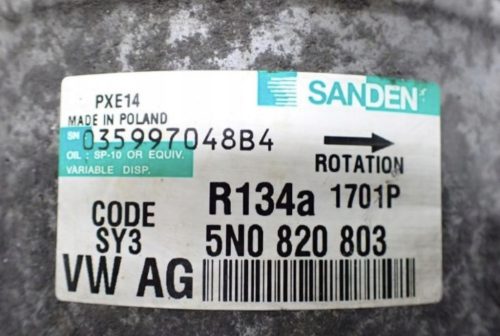 PXE14
SANDEN
MADE IN POLAND
SN 035997048B4
OIL : SP-10 OR EQUIV.
VARIABLE DISP.
ROTATION
R134a 1701P
CODE
SY3
5N0 820 803
VW AG